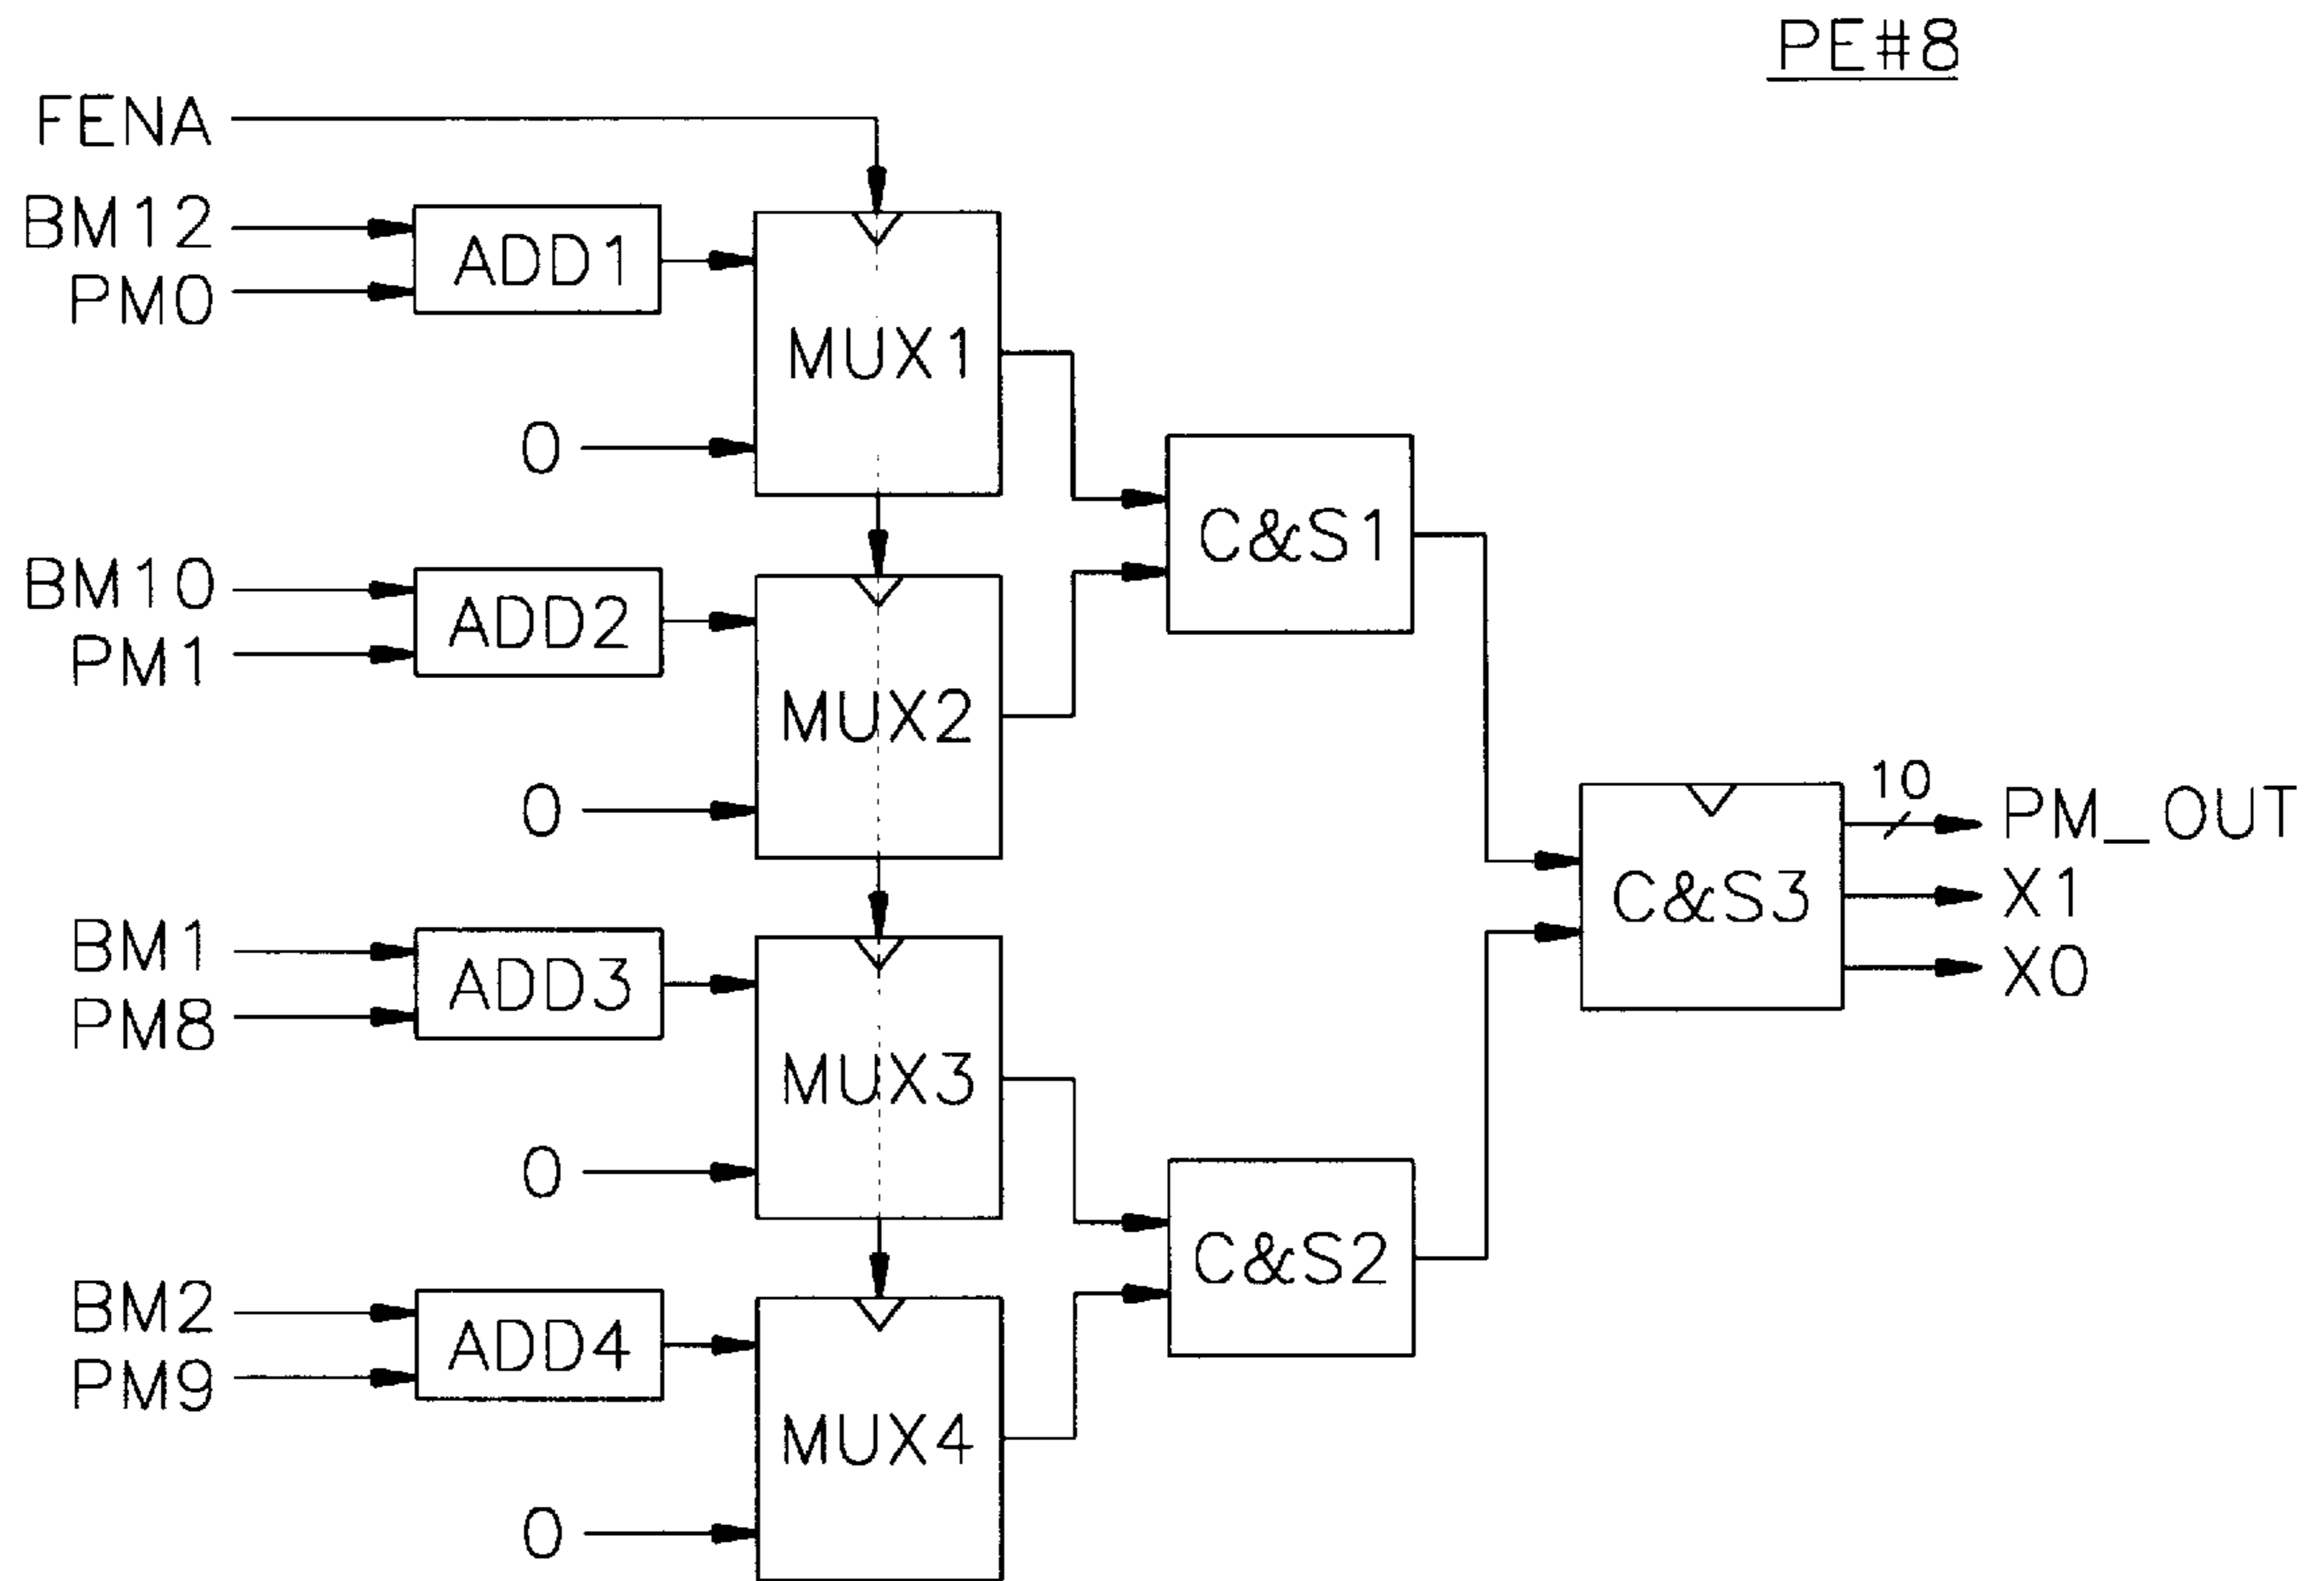 PE#8
FENA
BM12
PM0
ADD1
MUX1
0
C&S1
BM10
PM1
ADD2
MUX2
0
10
PM_OUT
X1
X0
C&S3
BM1
PM8
ADD3
MUX3
0
C&S2
BM2
PM9
ADD4
MUX4
0